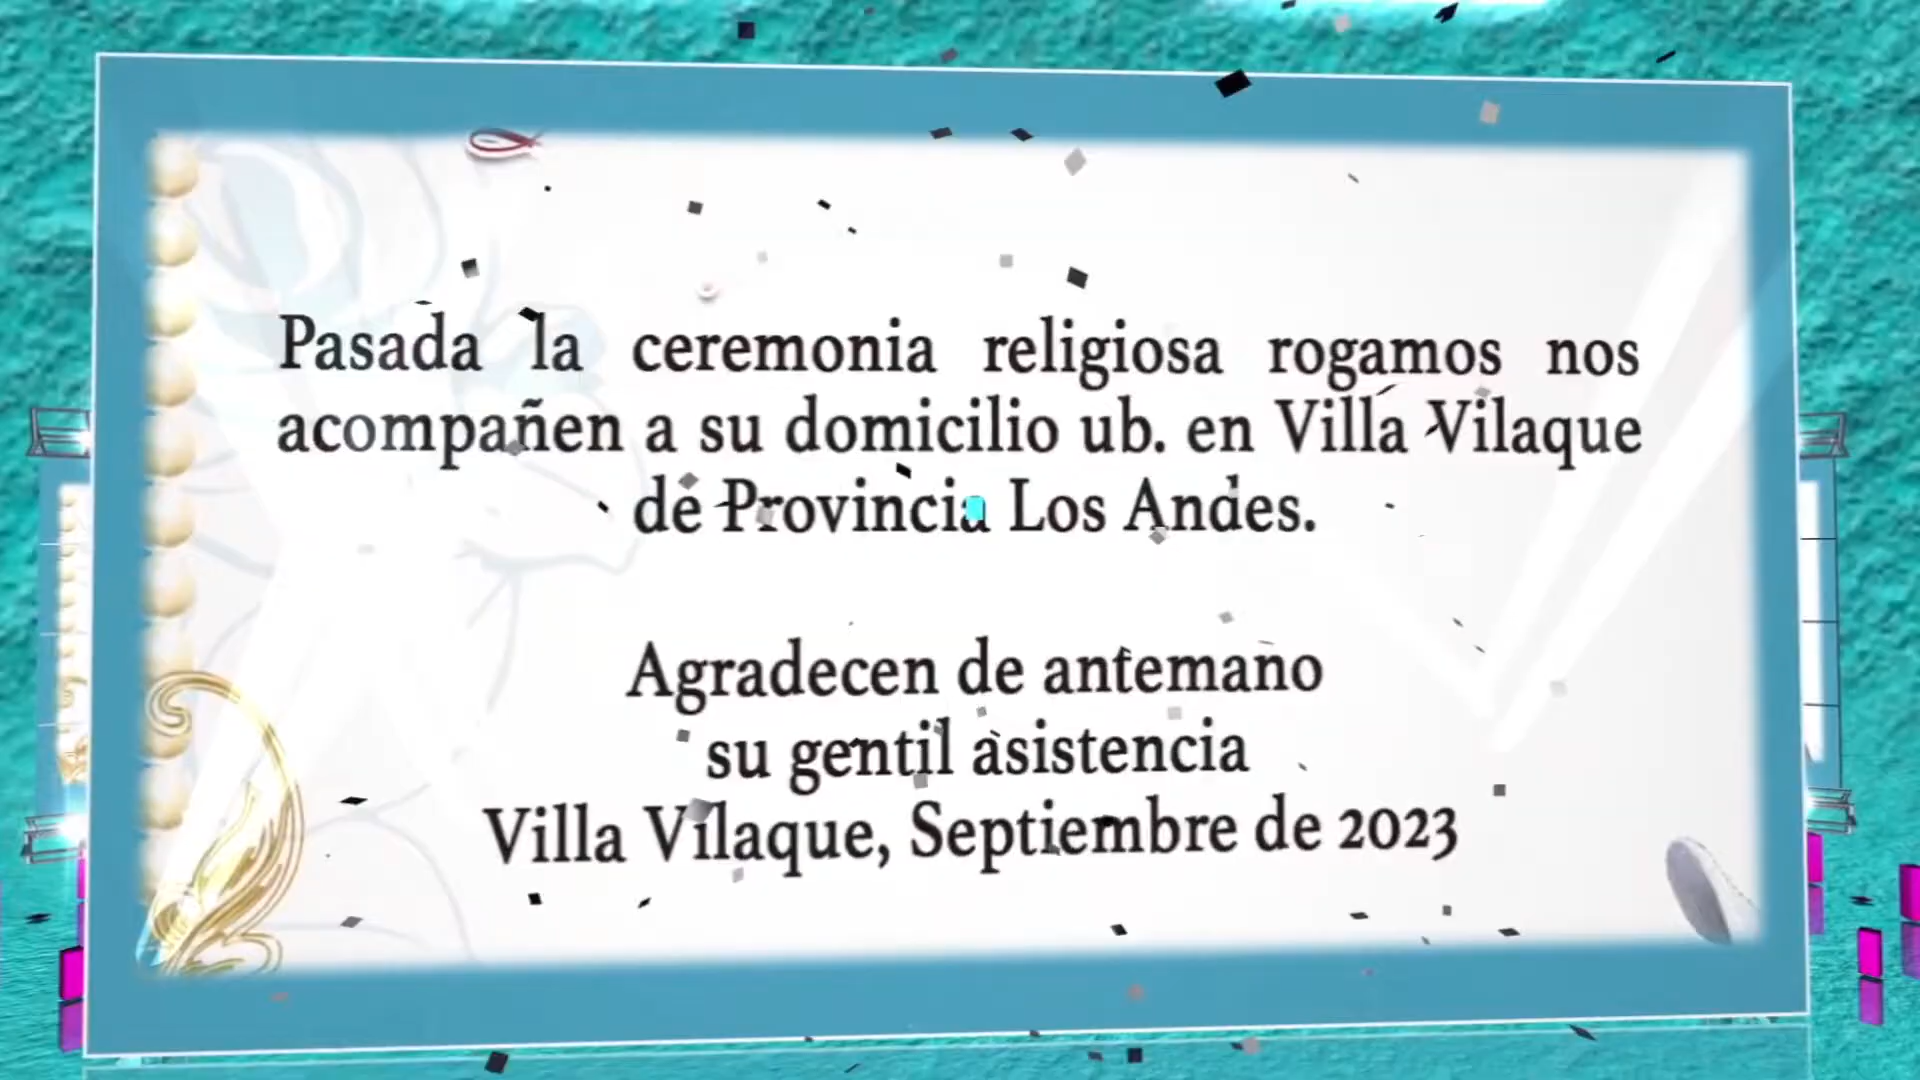 Pasada la ceremonia religiosa rogamos nos
acompañen a su domicilio ub. en Villa Vilaque
de Provincia Los Andes.
Agradecen de antemano
su gentil asistencia
Villa Vilaque, Septiembre de 2023